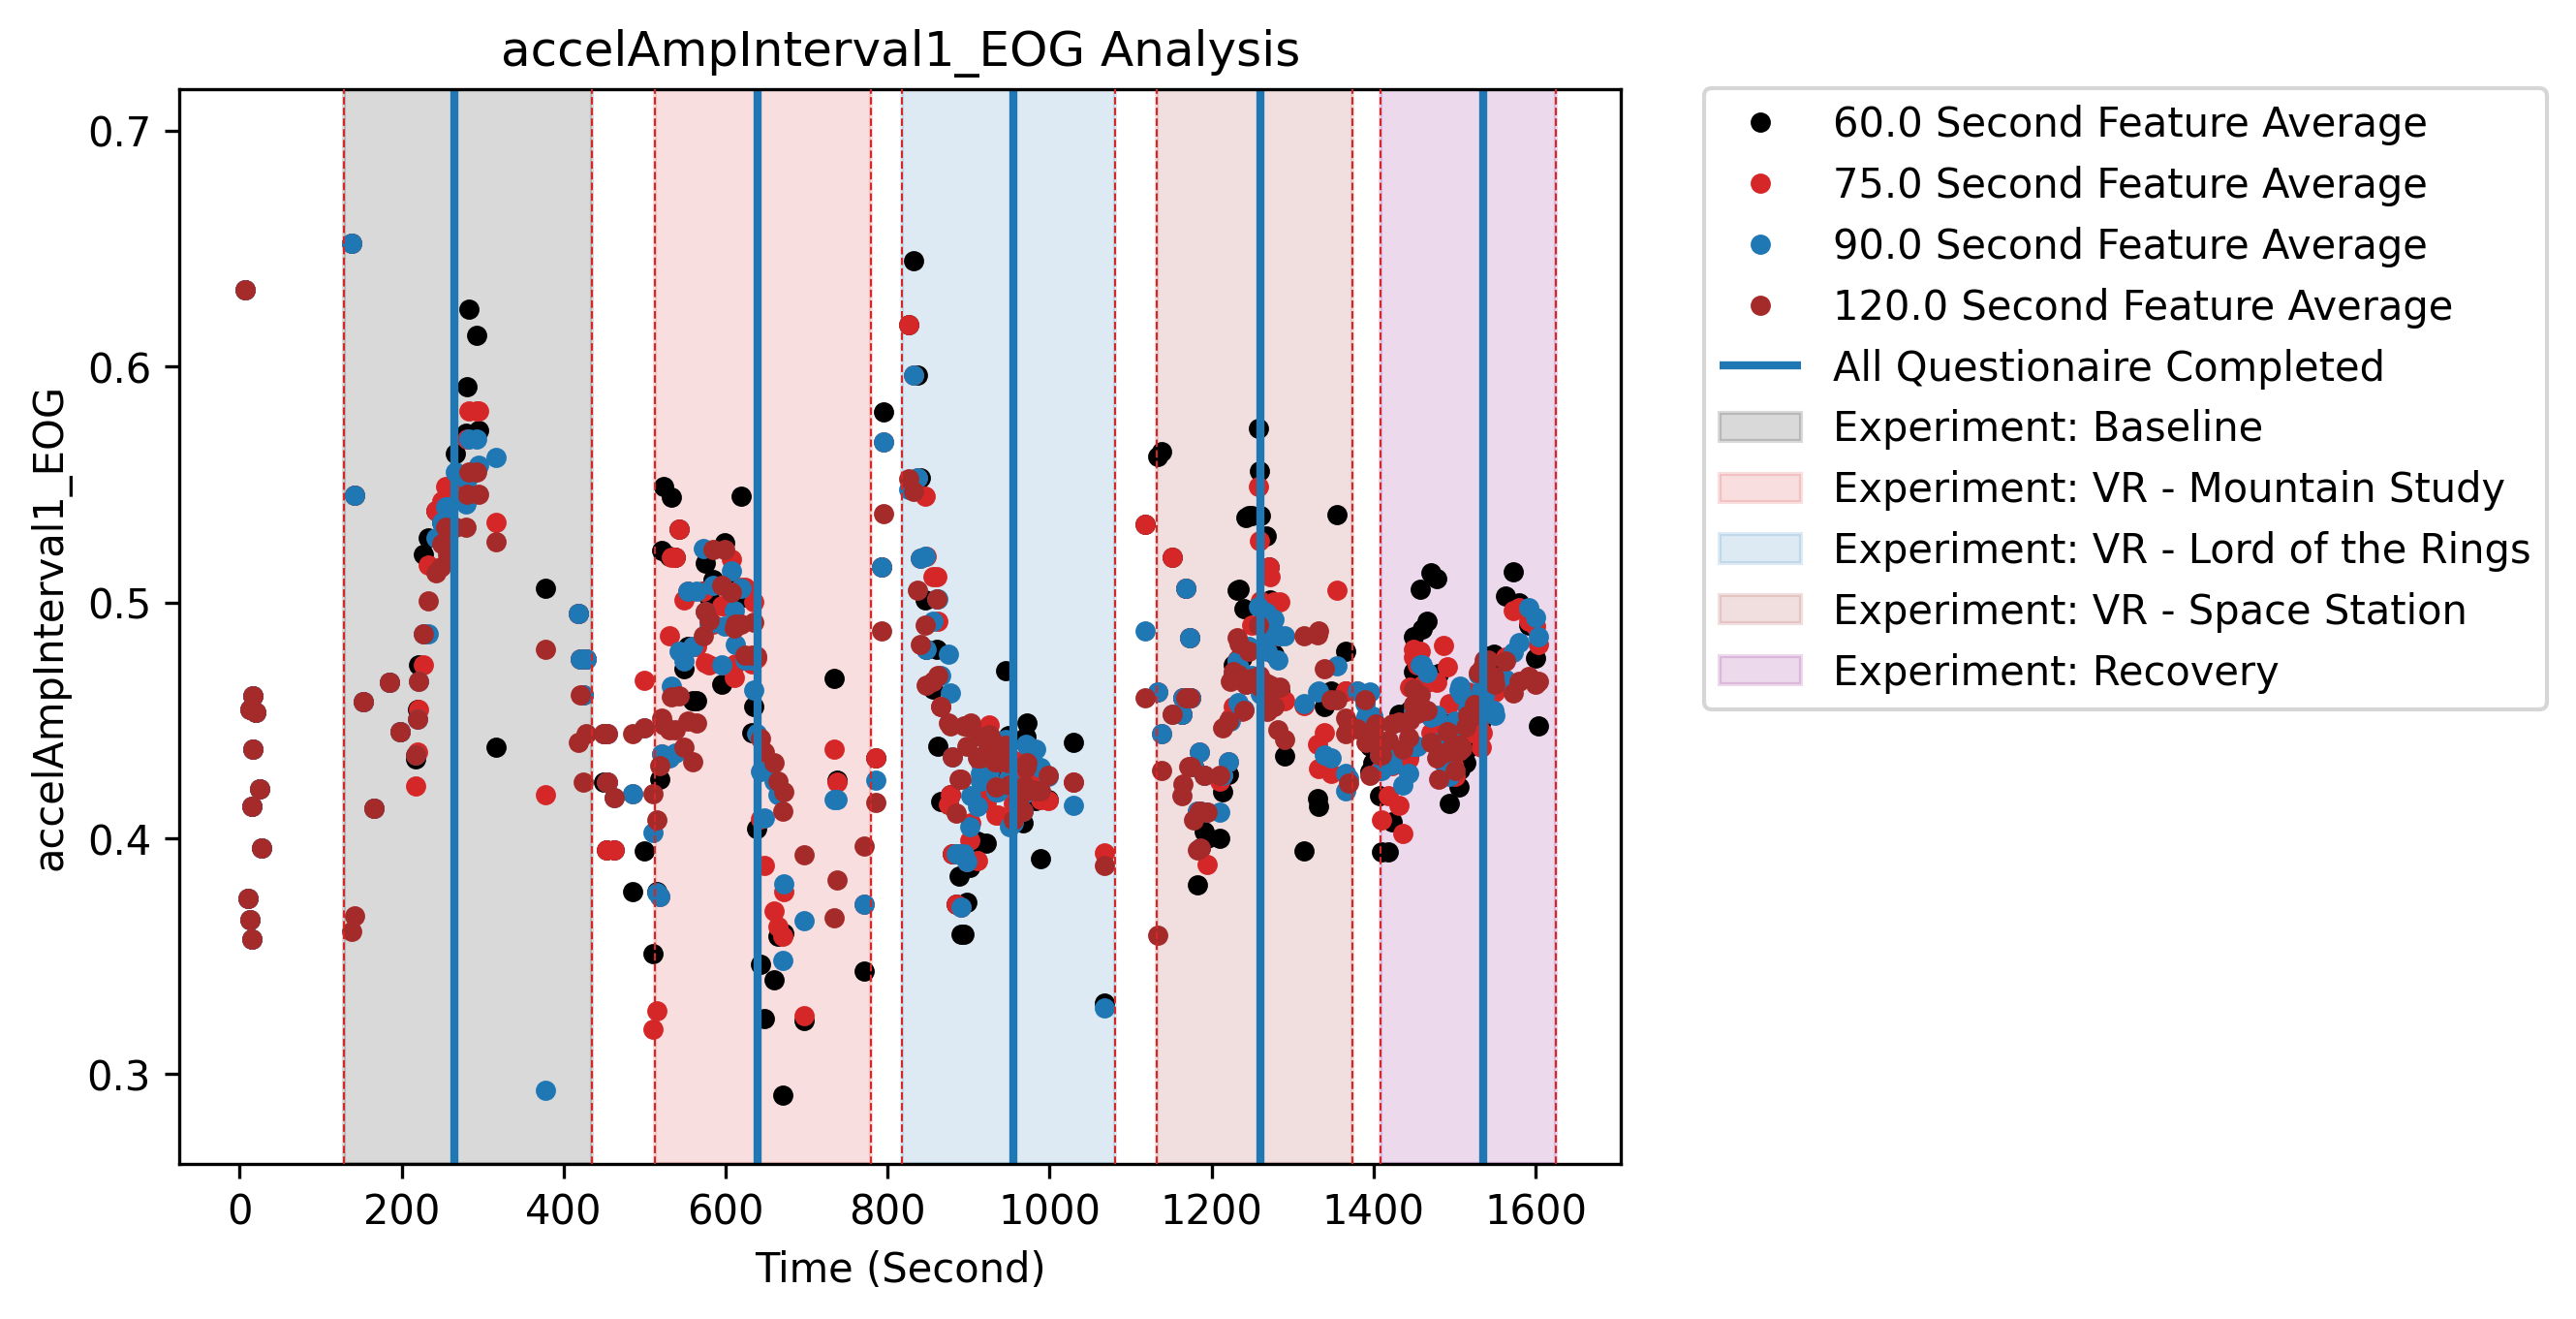 accelAmpInterval1_EOG Analysis
accelAmpInterval1_EOG
0.7
0.6
0.5
0.4
0.3
0 200 400 600 800 1000 1200 1400 1600
Time (Second)
60.0 Second Feature Average
75.0 Second Feature Average
90.0 Second Feature Average
120.0 Second Feature Average
All Questionaire Completed
Experiment: Baseline
Experiment: VR - Mountain Study
Experiment: VR - Lord of the Rings
Experiment: VR - Space Station
Experiment: Recovery